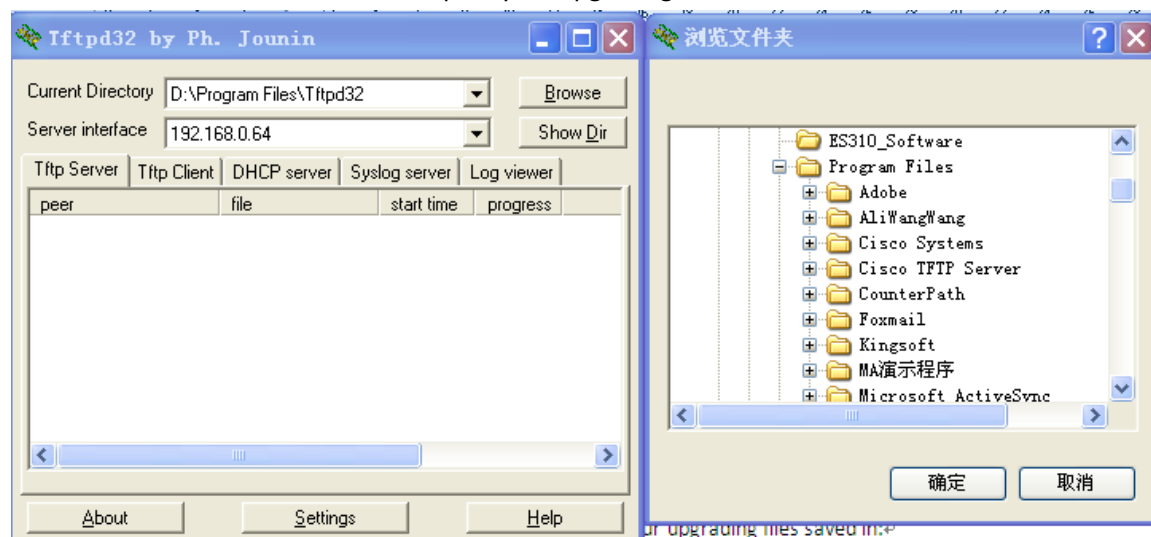 Tftpd32 by Ph. Jounin
Current Directory D:\Program Files\Tftpd32 Browse
Server interface 192.168.0.64 Show Dir
Tftp Server Tftp Client DHCP server Syslog server Log viewer
peer file start time progress
About Settings Help
浏览文件夹
ES310_Software
Program Files
Adobe
AliWangWang
Cisco Systems
Cisco TFTP Server
CounterPath
Foxmail
Kingsoft
MA演示程序
Microsoft ActiveSync
确定 取消
upgrading files saved in: